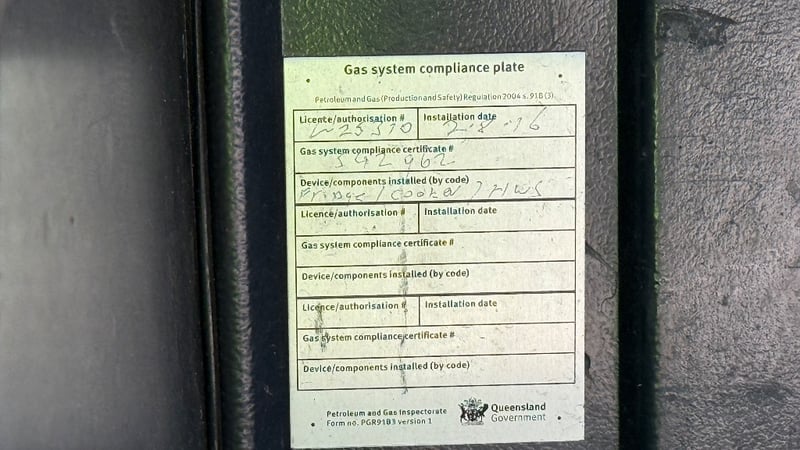 Gas system compliance plate
Petroleum and Gas (Production and Safety) Regulation 2004 s. 91B (3)
Licence/authorisation # Installation date
2-8-16
Gas system compliance certificate #
Device/components installed (by code)
Fridge / Cooker / HWS
Licence/authorisation # Installation date
Gas system compliance certificate #
Device/components installed (by code)
Licence/authorisation # Installation date
Gas system compliance certificate #
Device/components installed (by code)
Petroleum and Gas Inspectorate
Form no. PGR91B3 version 1
Queensland
Government